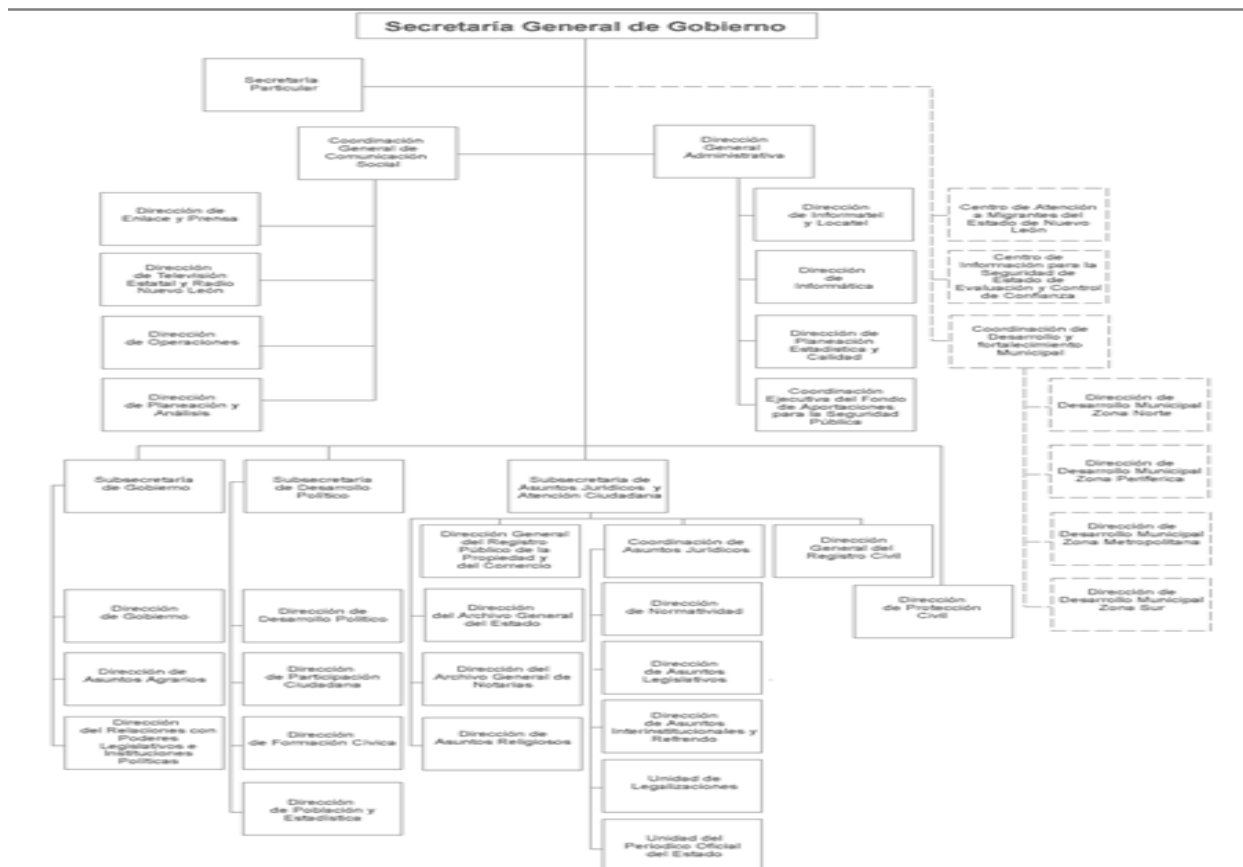 Secretaría General de Gobierno
Secretaría
Particular
Coordinación
General de
Comunicación
Social
Dirección
General
Administrativa
Dirección de
Enlace y Prensa
Dirección
de Televisión
Estatal y Radio
Nuevo León
Dirección
de Operaciones
Dirección
de Planeación y
Análisis
Dirección
de Informatel
y Locatel
Dirección
de
Informática
Dirección de
Planeación
Estadística y
Calidad
Coordinación
Ejecutiva del Fondo
de Aportaciones
para la Seguridad
Pública
Centro de Atención
a Migrantes del
Estado de Nuevo
León
Centro de
Información para la
Seguridad de
Estado de
Evaluación y Control
de Confianza
Coordinación de
Desarrollo y
fortalecimiento
Municipal
Dirección de
Desarrollo Municipal
Zona Norte
Dirección de
Desarrollo Municipal
Zona Periférica
Dirección de
Desarrollo Municipal
Zona Metropolitana
Dirección de
Desarrollo Municipal
Zona Sur
Subsecretaría
de Gobierno
Subsecretaría
de Desarrollo
Político
Subsecretaría de
Asuntos Jurídicos y
Atención Ciudadana
Dirección General
del Registro
Público de la
Propiedad y
del Comercio
Coordinación de
Asuntos Jurídicos
Dirección
General del
Registro Civil
Dirección
de Protección
Civil
Dirección
de Gobierno
Dirección de
Asuntos Agrarios
Dirección
del Relaciones con
Poderes
Legislativos e
Instituciones
Políticas
Dirección de
Desarrollo Político
Dirección
de Participación
Ciudadana
Dirección
de Formación Cívica
Dirección
de Población y
Estadística
Dirección
del Archivo General
del Estado
Dirección del
Archivo General de
Notarías
Dirección de
Asuntos Religiosos
Dirección
de Normatividad
Dirección
de Asuntos
Legislativos
Dirección
de Asuntos
Interinstitucionales y
Refrendo
Unidad de
Legalizaciones
Unidad del
Periodico Oficial
del Estado